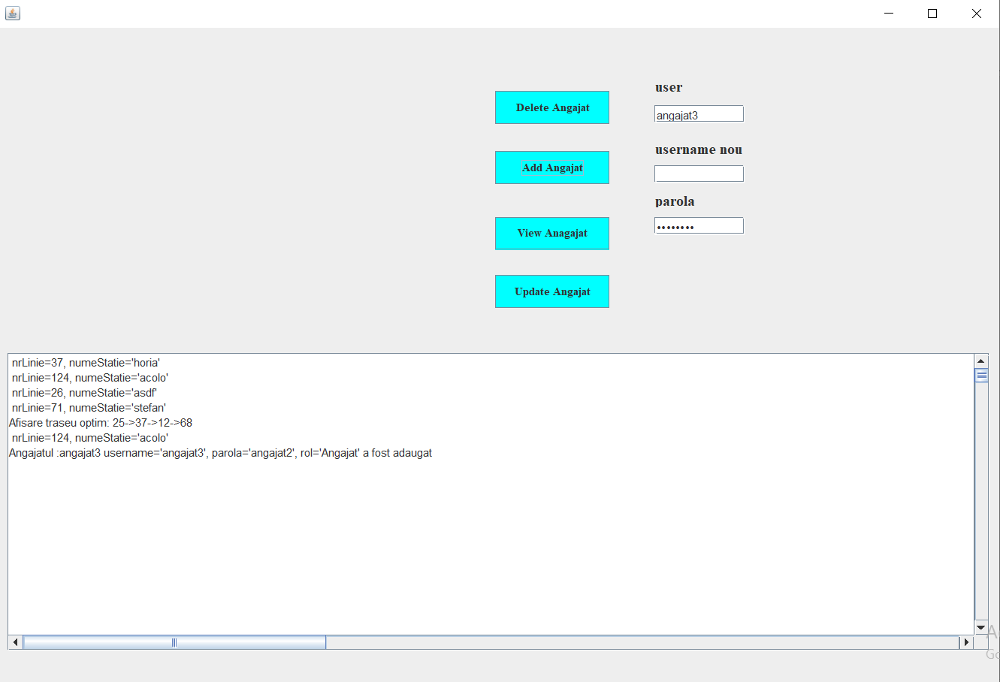 user
Delete Angajat
angajat3
username nou
Add Angajat
parola
••••••••
View Anagajat
Update Angajat
nrLinie=37, numeStatie='horia'
nrLinie=124, numeStatie='acolo'
nrLinie=26, numeStatie='asdf'
nrLinie=71, numeStatie='stefan'
Afisare traseu optim: 25->37->12->68
nrLinie=124, numeStatie='acolo'
Angajatul :angajat3 username='angajat3', parola='angajat2', rol='Angajat' a fost adaugat